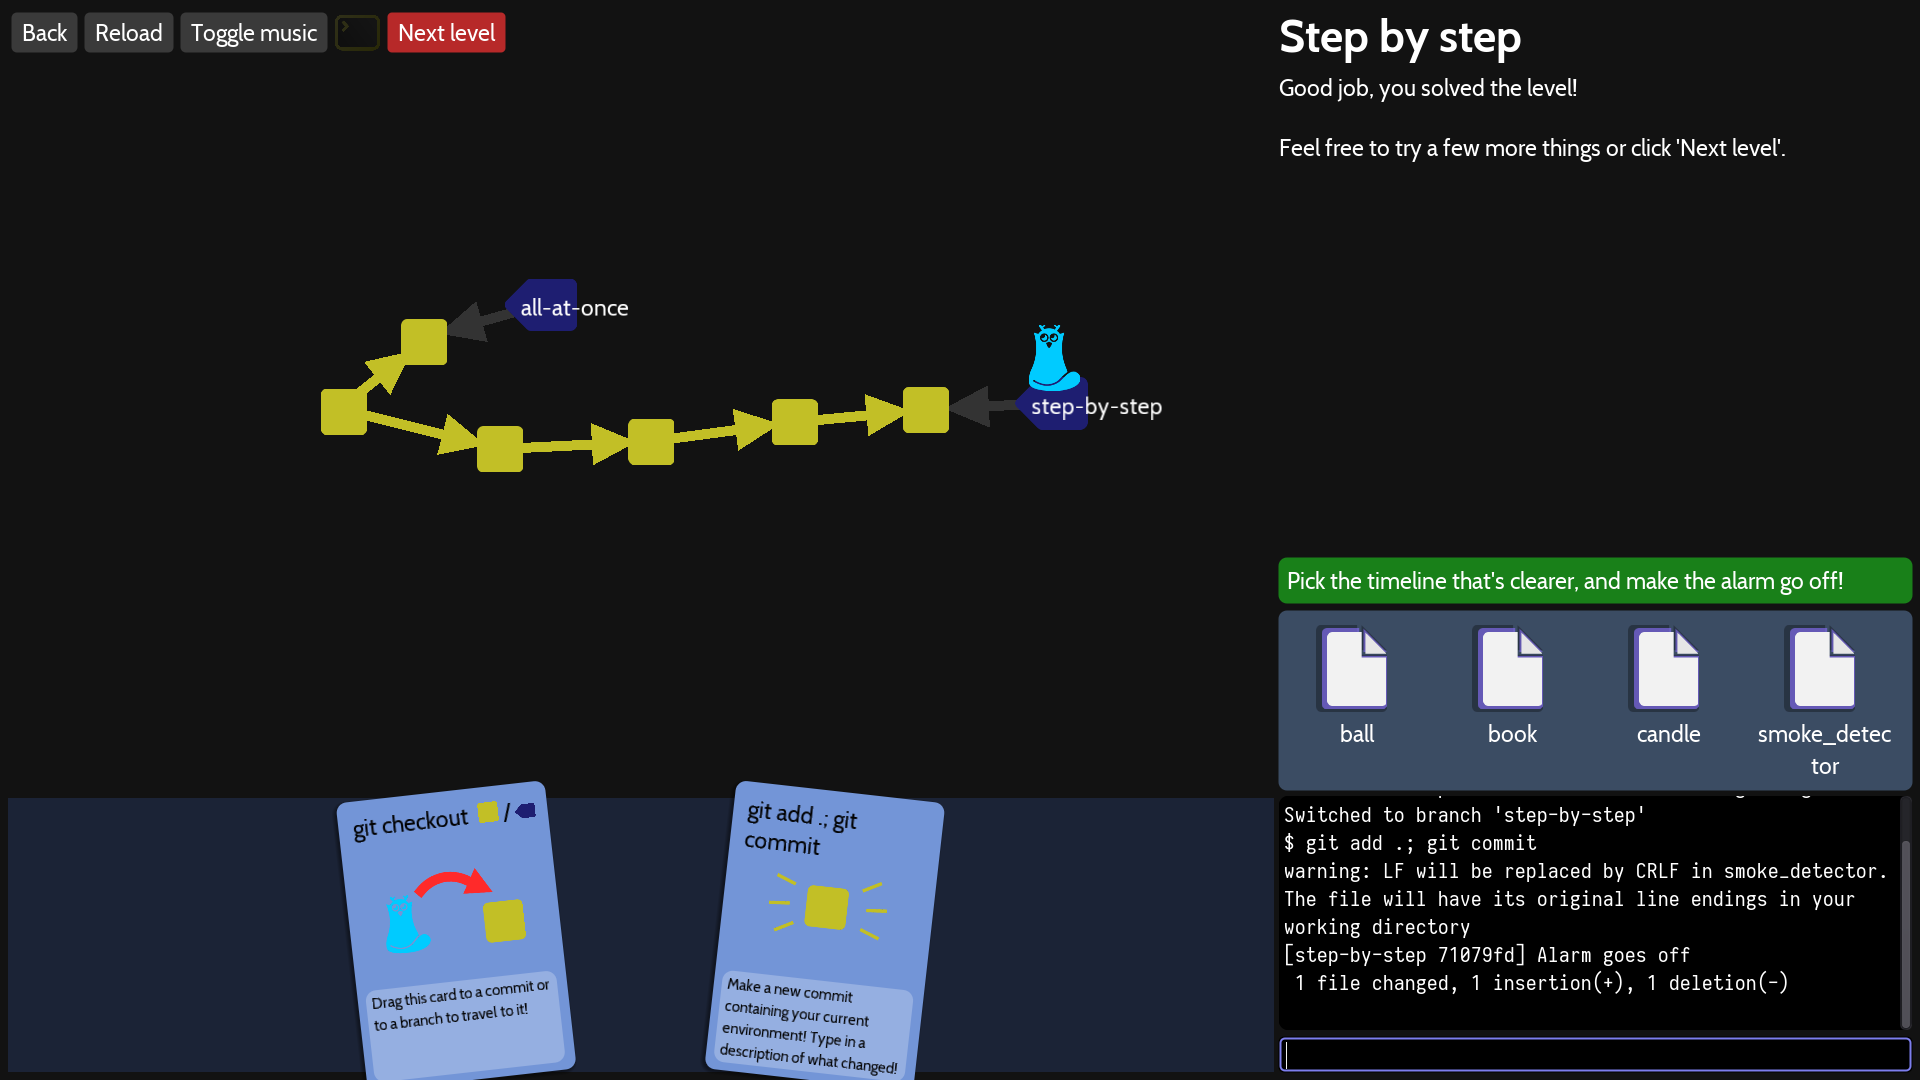 Back
Reload
Toggle music
Next level
Step by step
Good job, you solved the level!
Feel free to try a few more things or click 'Next level'.
all-at-once
step-by-step
Pick the timeline that's clearer, and make the alarm go off!
ball
book
candle
smoke_detec
tor
git checkout /
Drag this card to a commit or
to a branch to travel to it!
git add .; git
commit
Make a new commit
containing your current
environment! Type in a
description of what changed!
Switched to branch 'step-by-step'
$ git add .; git commit
warning: LF will be replaced by CRLF in smoke_detector.
The file will have its original line endings in your
working directory
[step-by-step 71079fd] Alarm goes off
1 file changed, 1 insertion(+), 1 deletion(-)